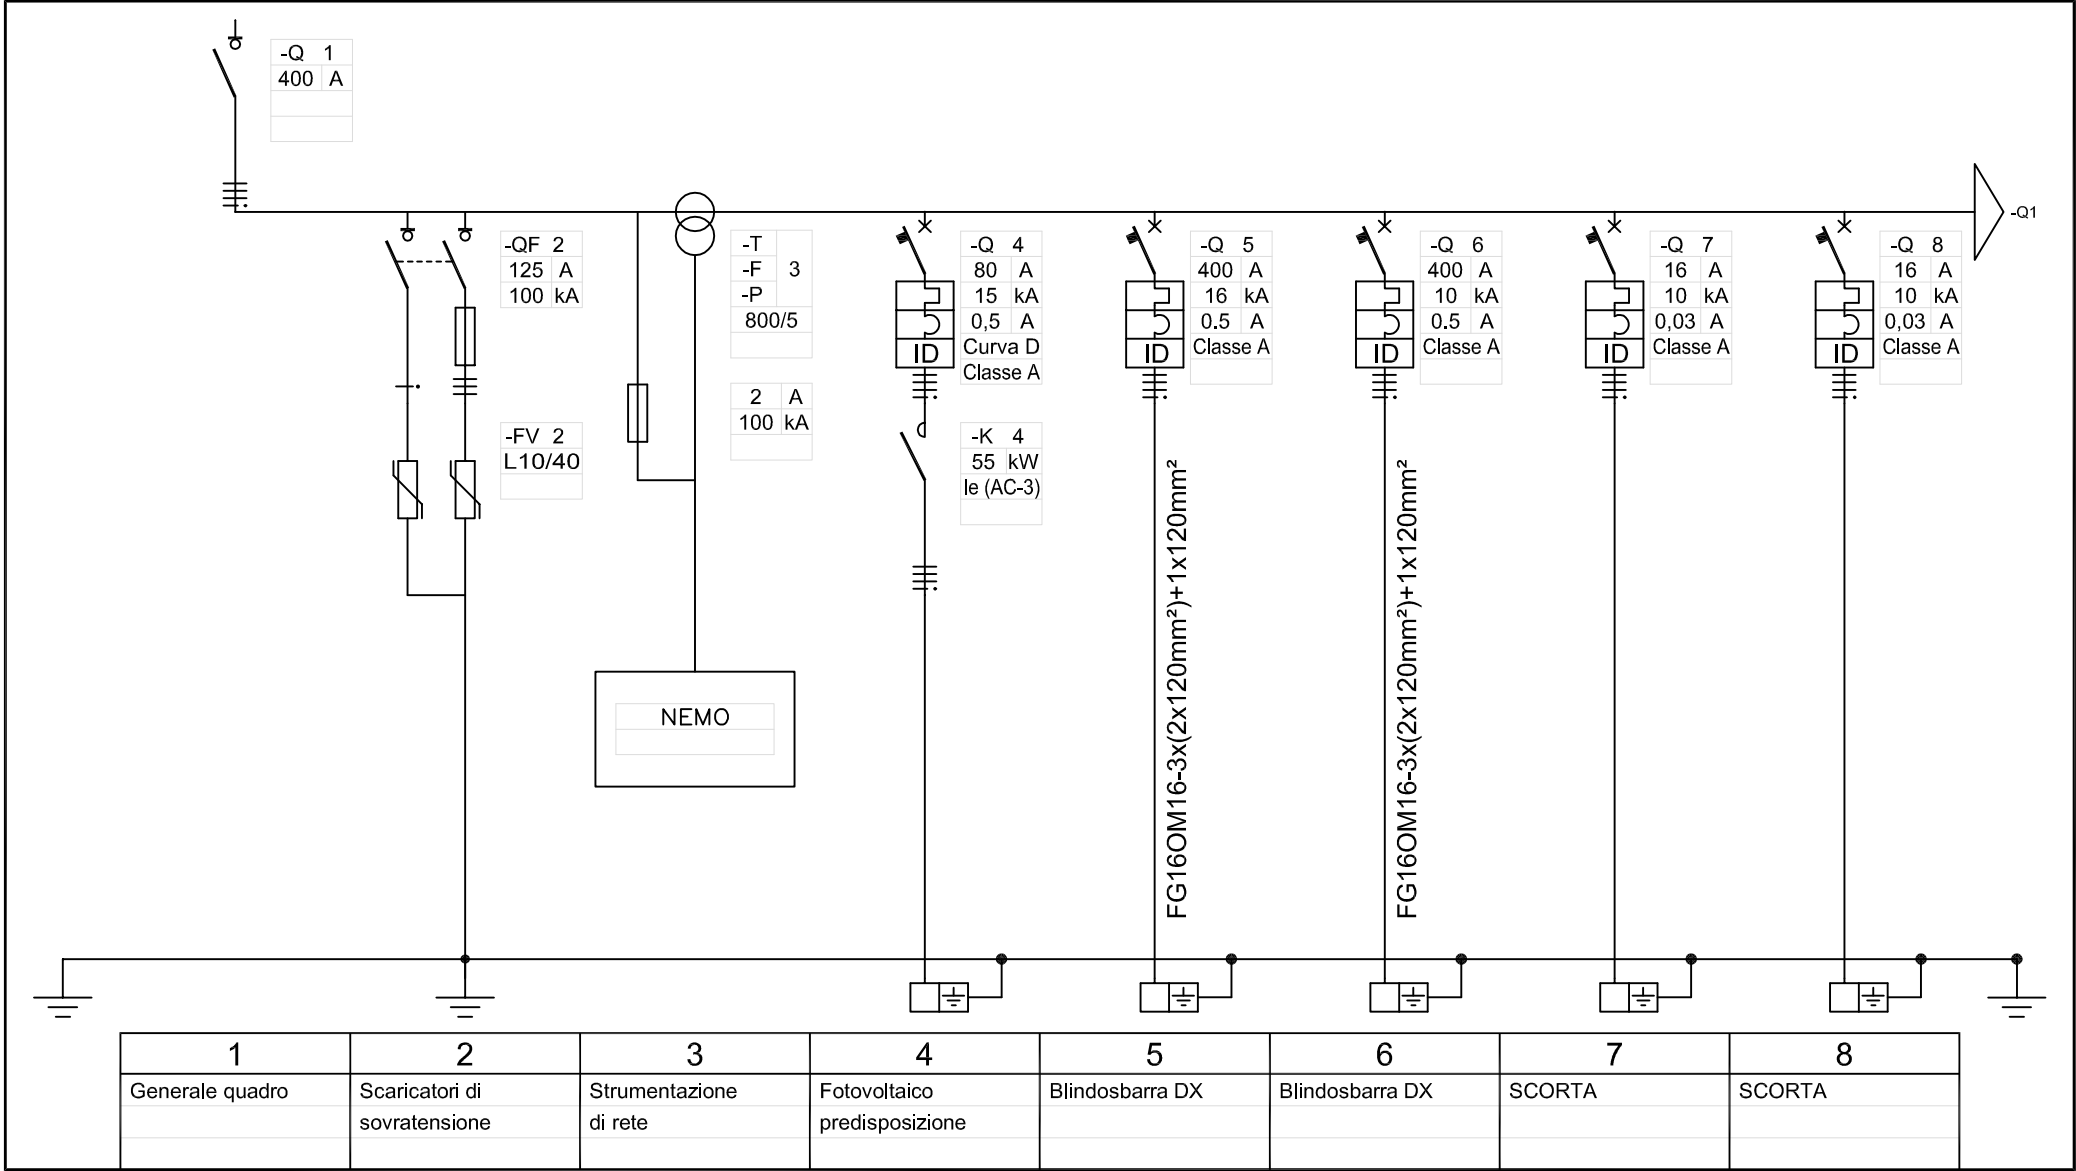 -Q 1
400 A
-Q1
-QF 2
125 A
100 kA
-T
-F 3
-P
800/5
-Q 4
80 A
15 kA
0,5 A
Curva D
Classe A
ID
-Q 5
400 A
16 kA
0.5 A
Classe A
ID
-Q 6
400 A
10 kA
0.5 A
Classe A
ID
-Q 7
16 A
10 kA
0,03 A
Classe A
ID
-Q 8
16 A
10 kA
0,03 A
Classe A
ID
2 A
100 kA
-FV 2
L10/40
-K 4
55 kW
Ie (AC-3)
FG16OM16-3x(2x120mm²)+1x120mm²
FG16OM16-3x(2x120mm²)+1x120mm²
NEMO
1 2 3 4 5 6 7 8
Generale quadro
Scaricatori di
sovratensione
Strumentazione
di rete
Fotovoltaico
predisposizione
Blindosbarra DX
Blindosbarra DX
SCORTA
SCORTA